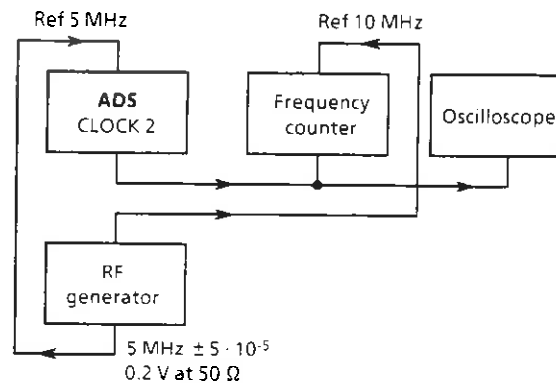 Ref 5 MHz
Ref 10 MHz
ADS
CLOCK 2
Frequency
counter
Oscilloscope
RF
generator
5 MHz ± 5 · 10⁻⁵
0.2 V at 50 Ω